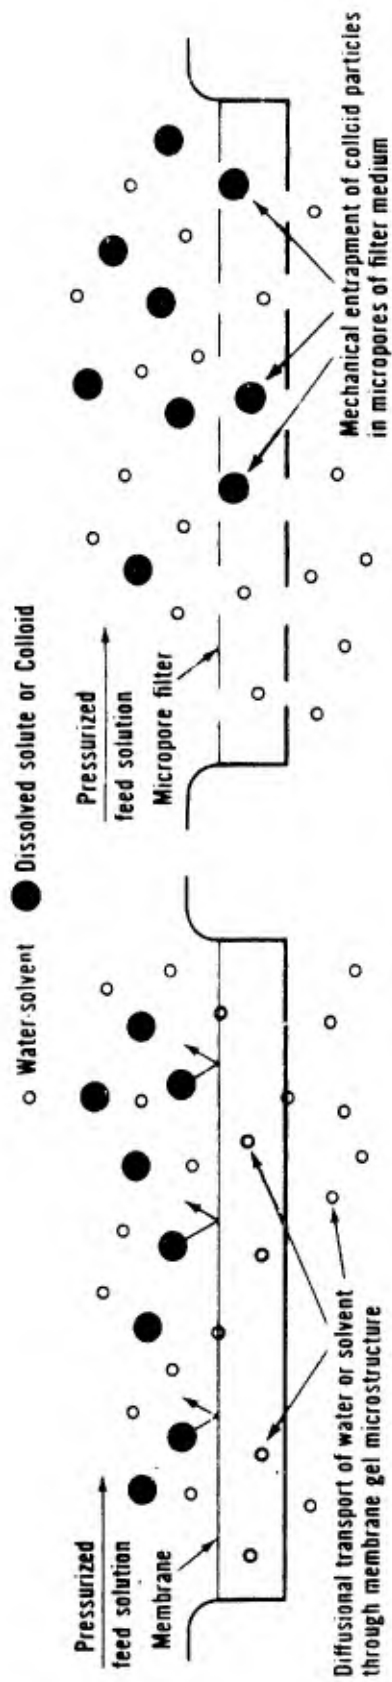 Water-solvent
Dissolved solute or Colloid
Pressurized
feed solution
Membrane
Diffusional transport of water or solvent
through membrane gel microstructure
Pressurized
feed solution
Micropore filter
Mechanical entrapment of colloid particles
in micropores of filter medium